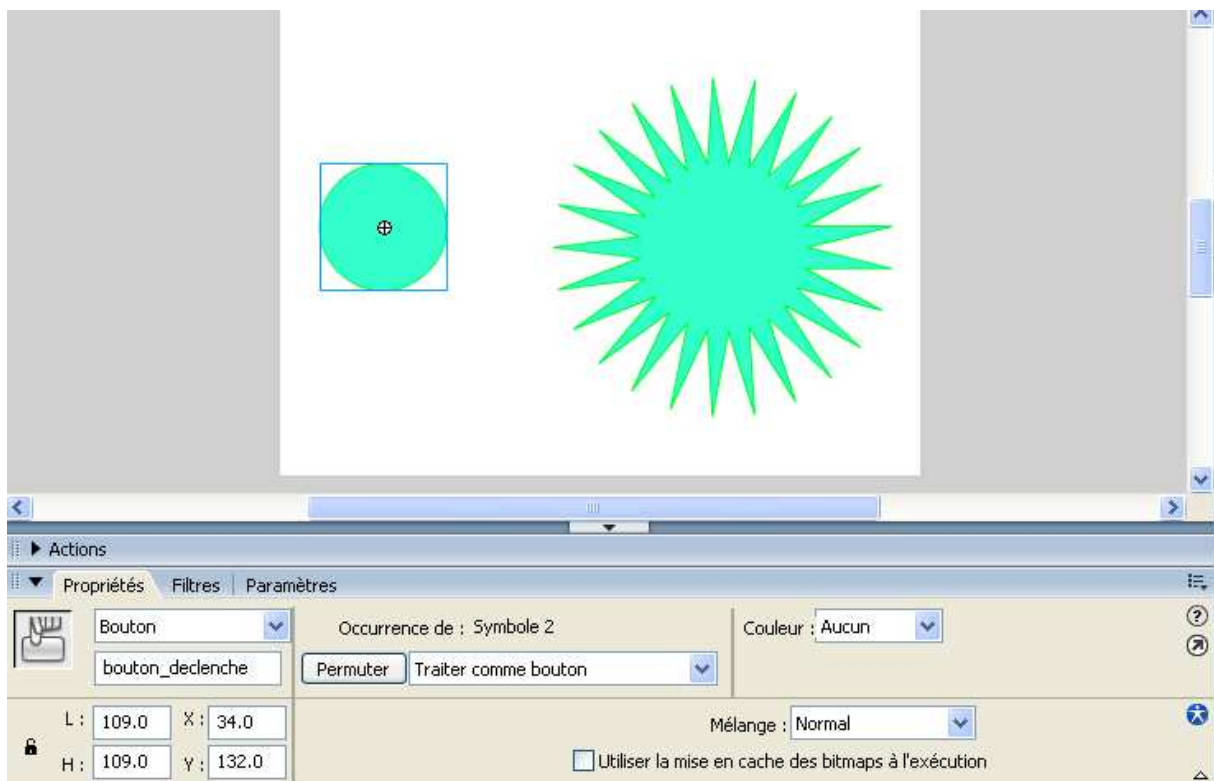 Actions
Propriétés Filtres Paramètres
Bouton Occurrence de : Symbole 2 Couleur : Aucun
bouton_declenche Permuter Traiter comme bouton
L : 109.0 X : 34.0 Mélange : Normal
H : 109.0 Y : 132.0 Utiliser la mise en cache des bitmaps à l'exécution